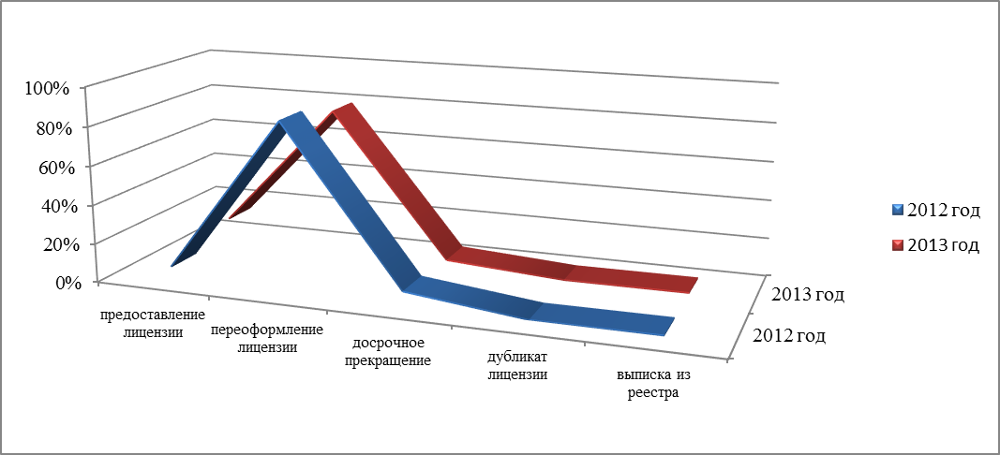 100%
80%
60%
40%
20%
0%
предоставление
лицензии
переоформление
лицензии
досрочное
прекращение
дубликат
лицензии
выписка из
реестра
2013 год
2012 год
2012 год
2013 год